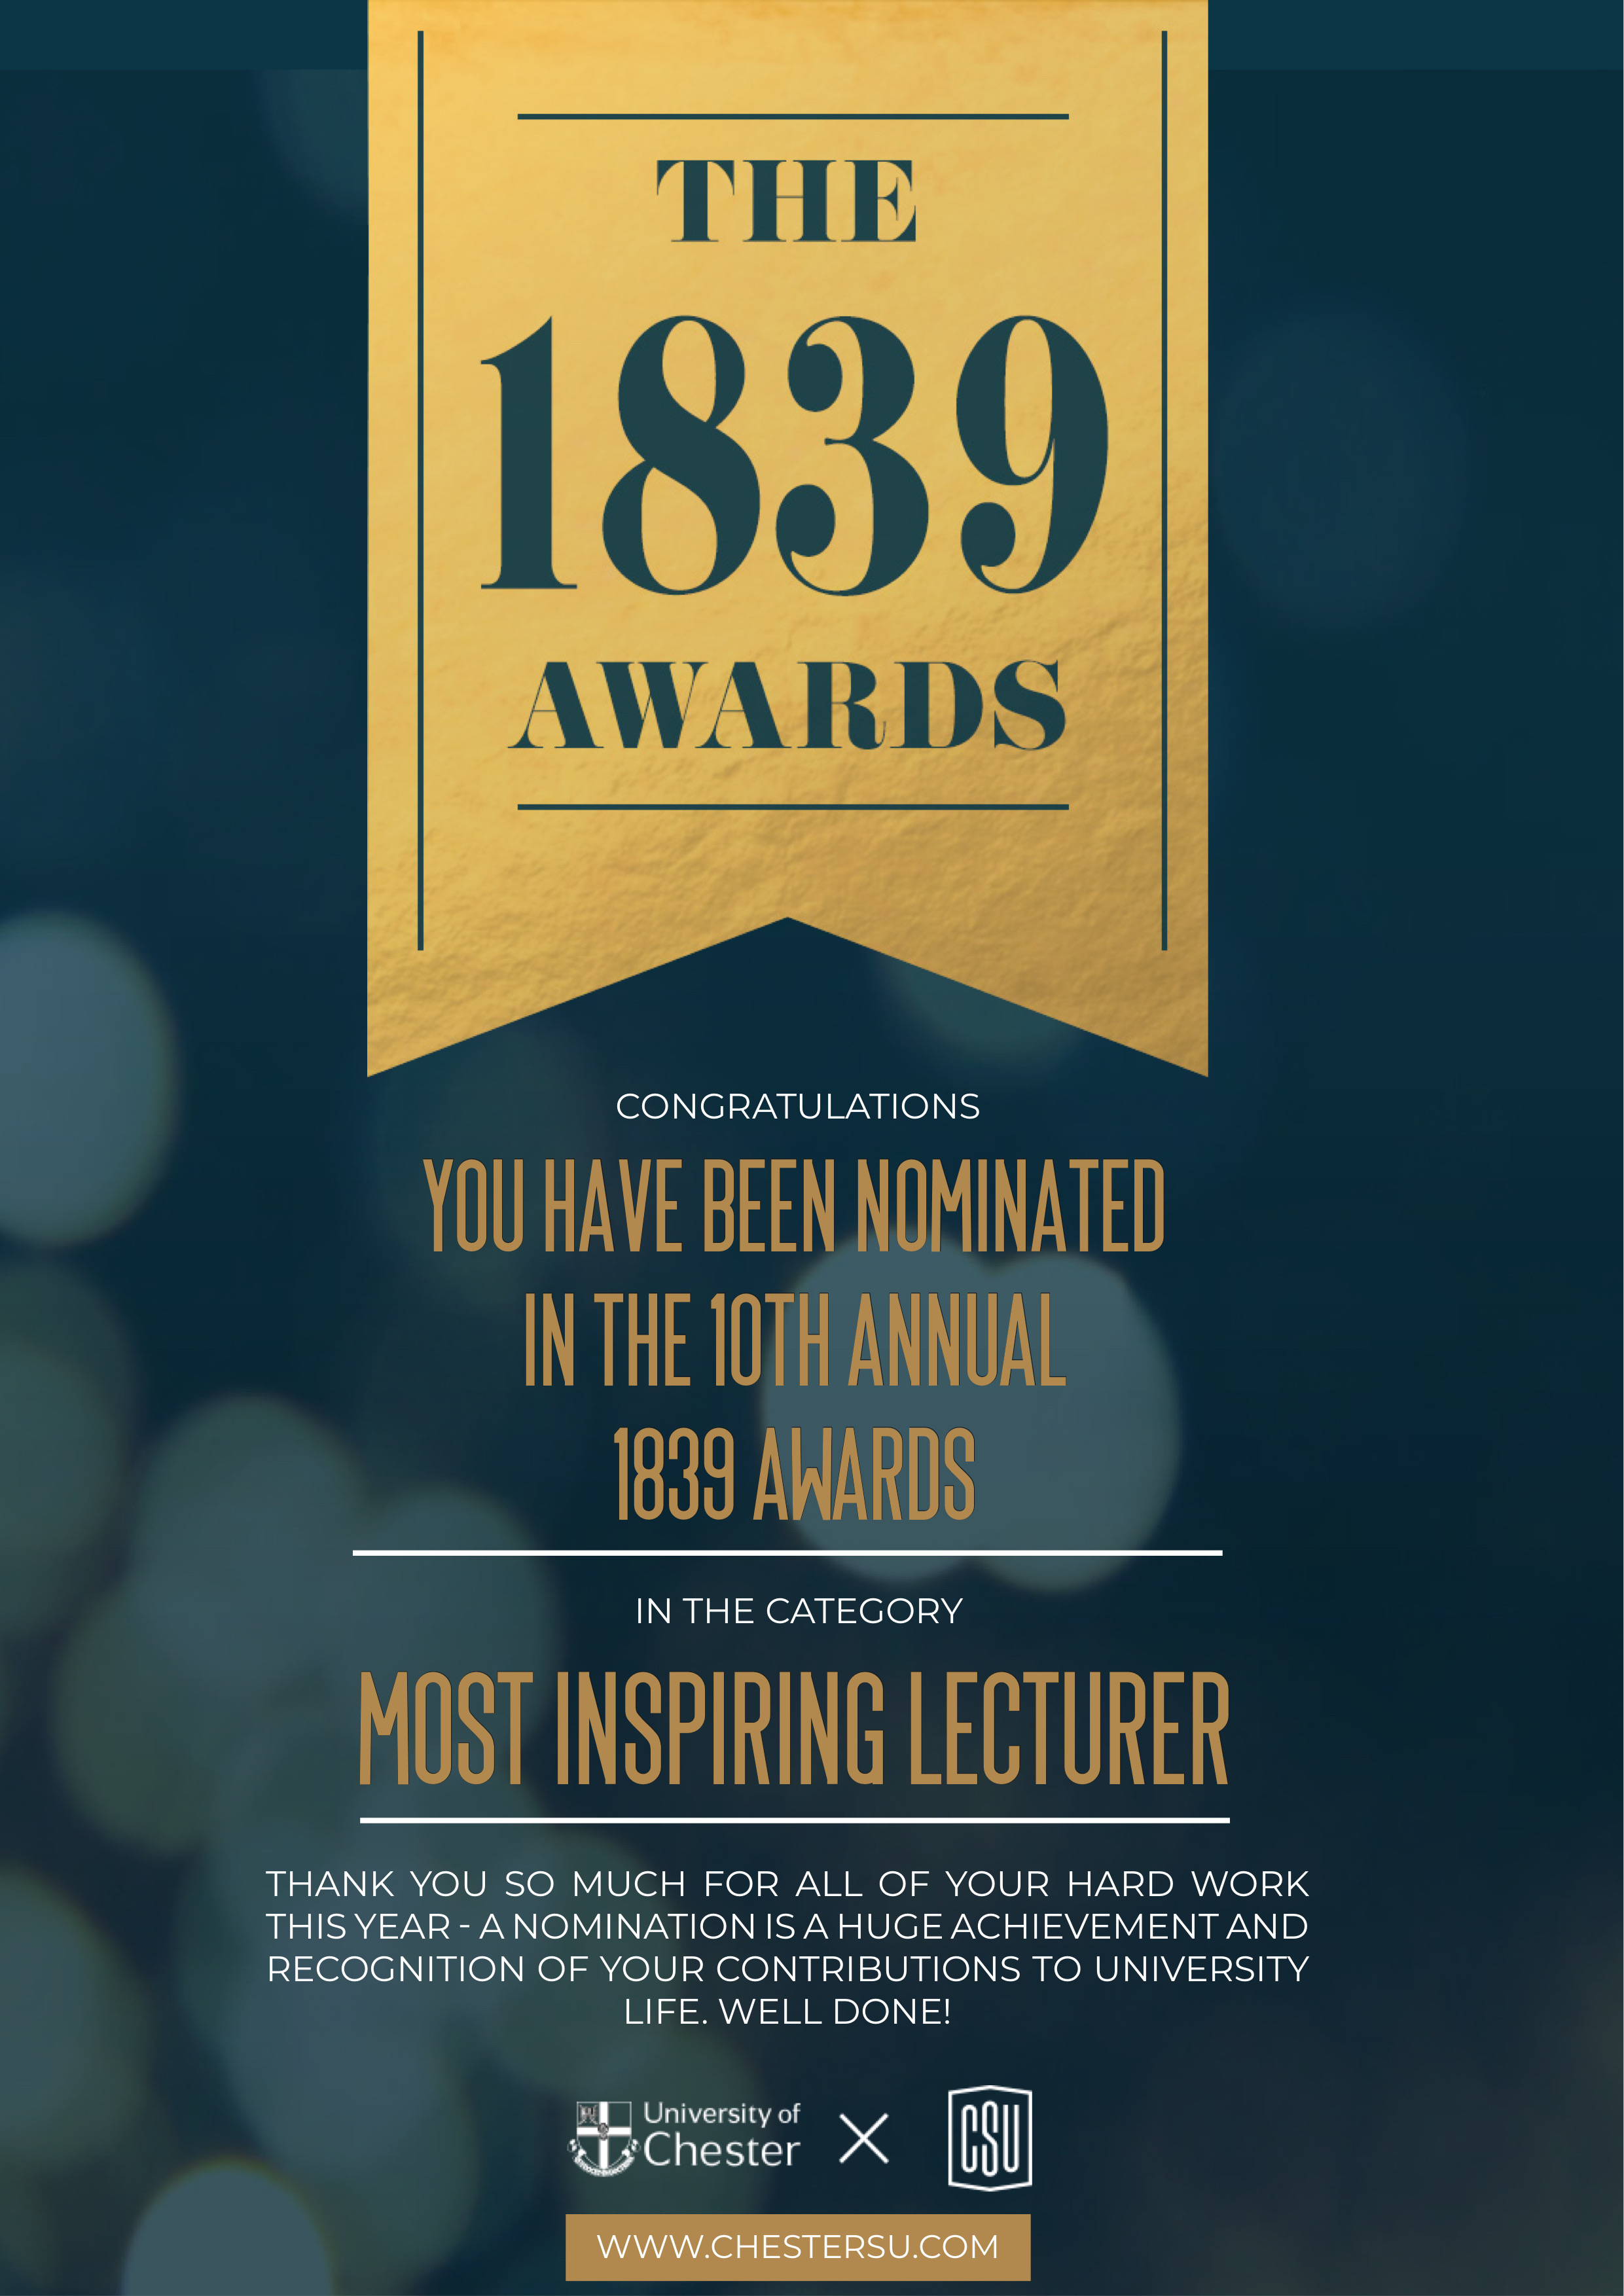 THE
1839
AWARDS
CONGRATULATIONS
YOU HAVE BEEN NOMINATED
IN THE 10TH ANNUAL
1839 AWARDS
IN THE CATEGORY
MOST INSPIRING LECTURER
THANK YOU SO MUCH FOR ALL OF YOUR HARD WORK
THIS YEAR - A NOMINATION IS A HUGE ACHIEVEMENT AND
RECOGNITION OF YOUR CONTRIBUTIONS TO UNIVERSITY
LIFE. WELL DONE!
University of
Chester
CSU
WWW.CHESTERSU.COM